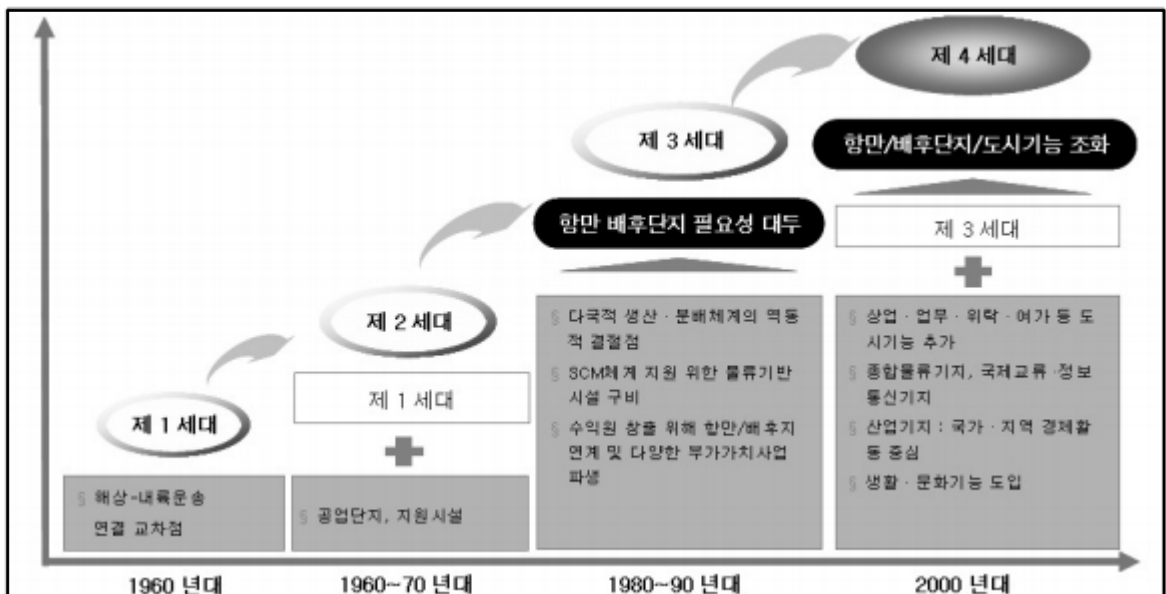 제 4 세대
제 3 세대
항만/배후단지/도시기능 조화
제 2 세대
항만 배후단지 필요성 대두
제 3 세대
제 1 세대
제 1 세대
§ 다국적 생산 · 분배체계의 역동
적 결절점
§ SCM체계 지원 위한 물류기반
시설 구비
§ 수익원 창출 위해 항만/배후지
연계 및 다양한 부가가치사업
파생
§ 상업 · 업무 · 위락 · 여가 등 도
시기능 추가
§ 종합물류기지, 국제교류 · 정보
통신기지
§ 산업기지 : 국가 · 지역 경제활
동 중심
§ 생활 · 문화기능 도입
§ 해상-내륙운송
연결 교차점
§ 공업단지, 지원시설
1960 년대
1960~70 년대
1980~90 년대
2000 년대